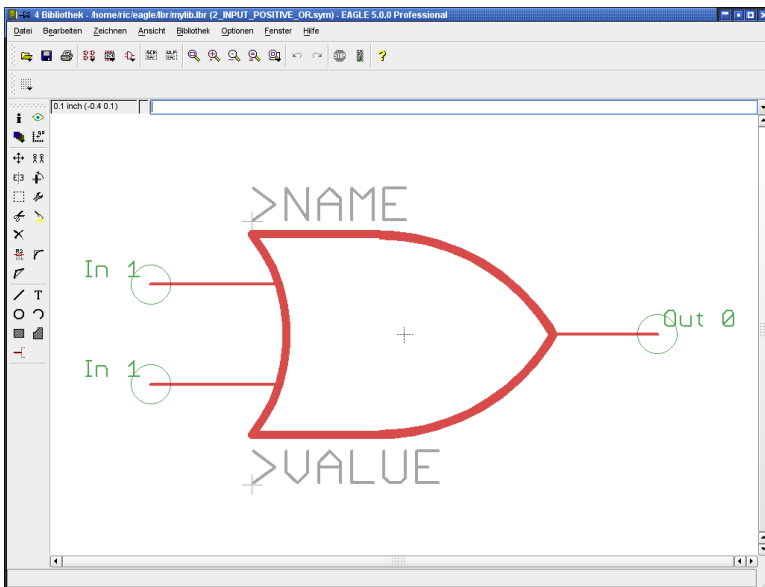 4 Bibliothek - /home/ric/eagle/lbr/mylib.lbr (2_INPUT_POSITIVE_OR.sym) - EAGLE 5.0.0 Professional
Datei Bearbeiten Zeichnen Ansicht Bibliothek Optionen Fenster Hilfe
0.1 inch (-0.4 0.1)
>NAME
In 1
Out 0
In 1
>VALUE